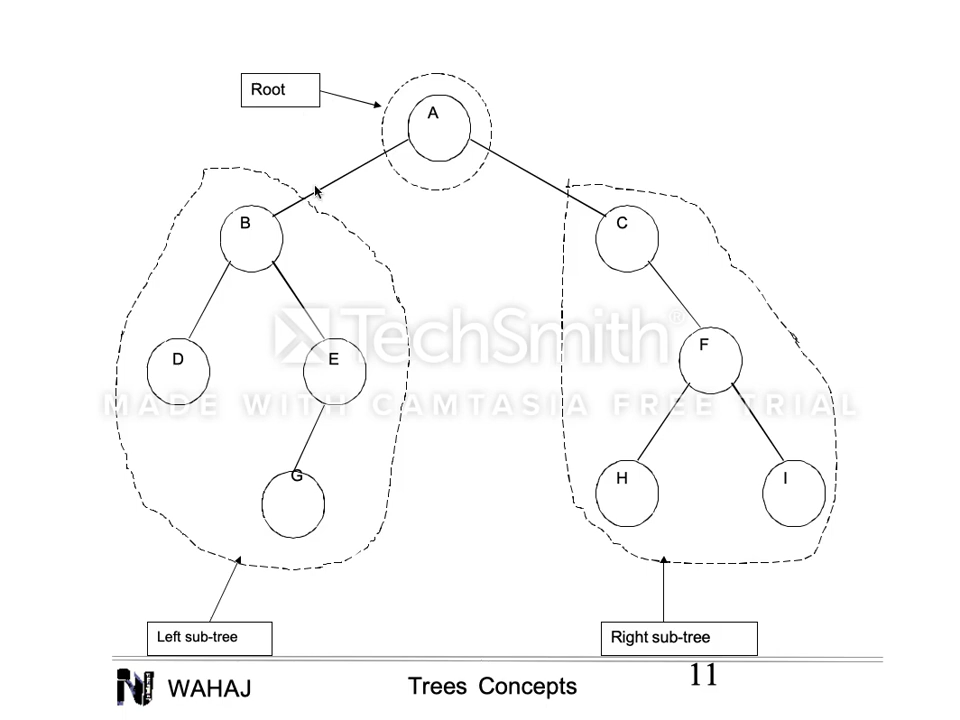 Root
A
B
C
D
E
F
G
H
I
TechSmith®
MADE WITH CAMTASIA FREE TRIAL
Left sub-tree
Right sub-tree
WAHAJ
Trees Concepts
11